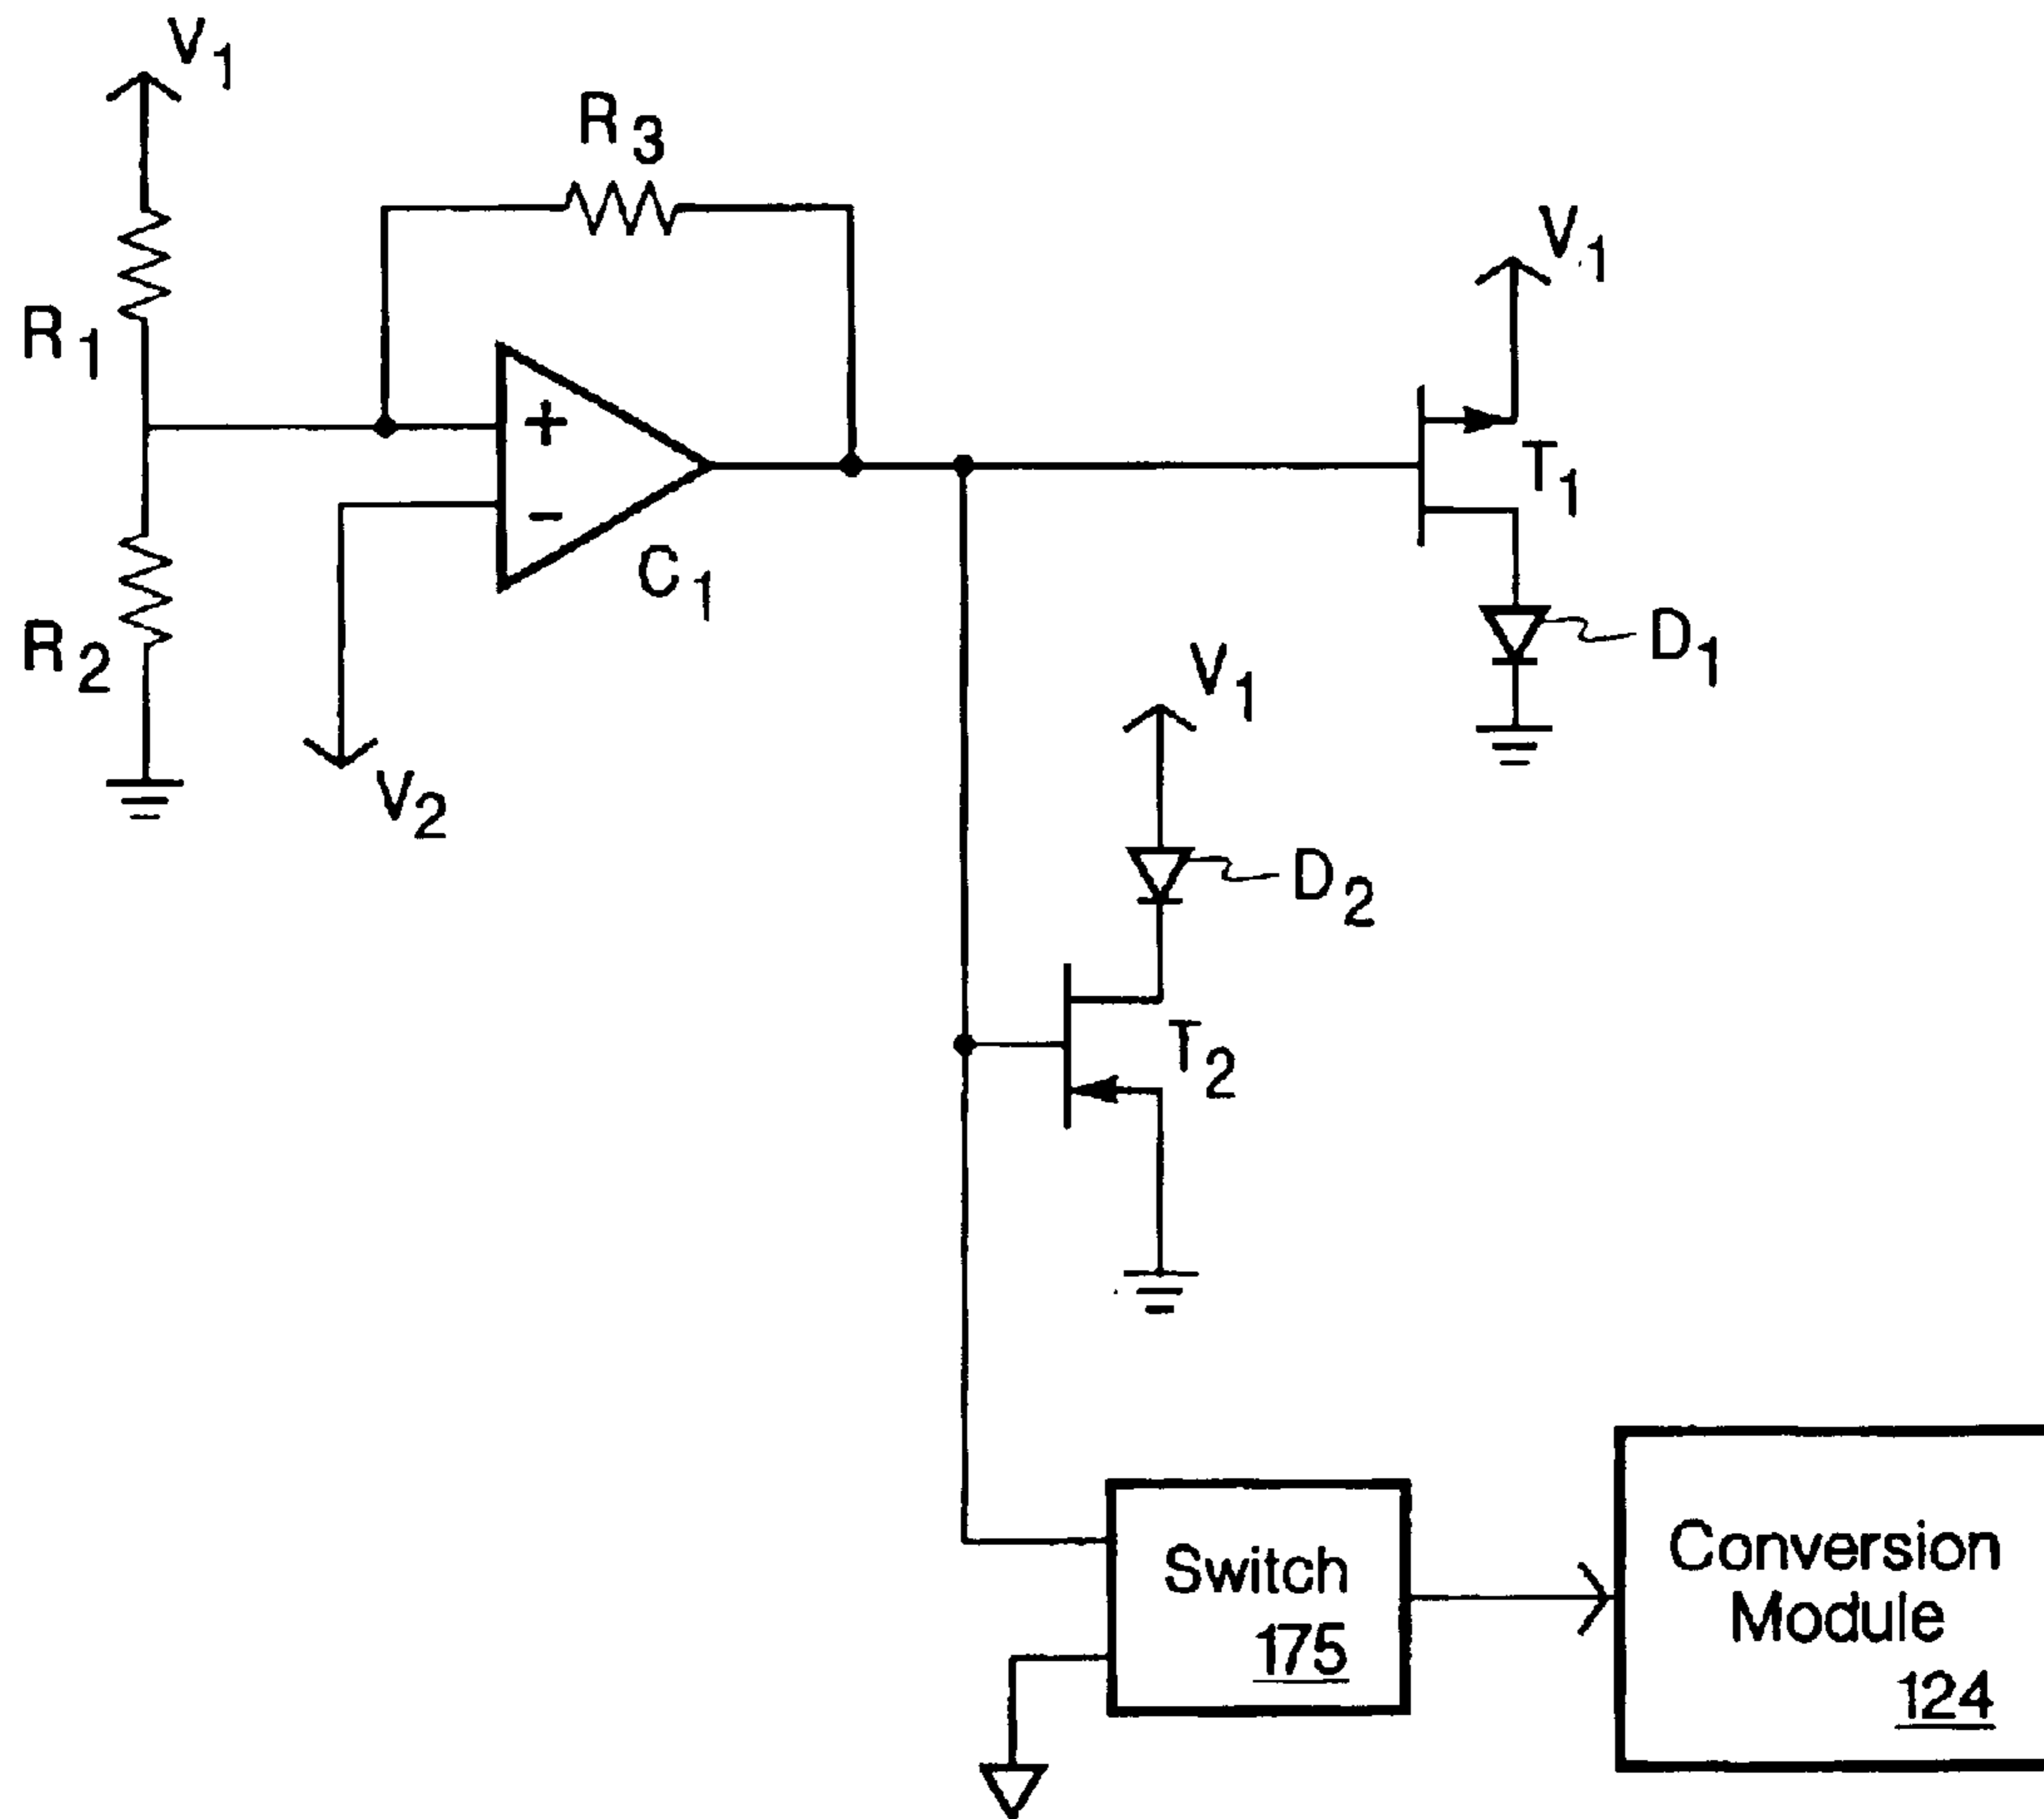 V1
R3
V1
R1
+
T1
-
C1
R2
D1
V1
V2
D2
T2
Switch
175
Conversion
Module
124